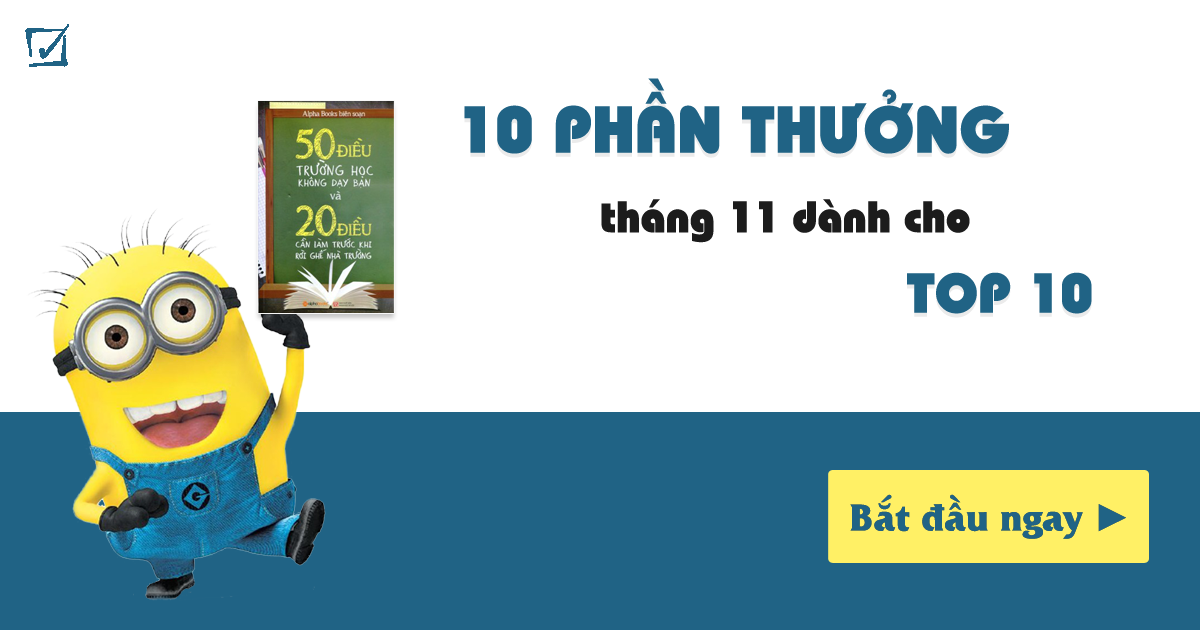 10 PHẦN THƯỞNG
tháng 11 dành cho
TOP 10
Alpha Books biên soạn
50 ĐIỀU
TRƯỜNG HỌC
KHÔNG DẠY BẠN
và
20 ĐIỀU
CẦN LÀM TRƯỚC KHI
RỜI GHẾ NHÀ TRƯỜNG
Bắt đầu ngay